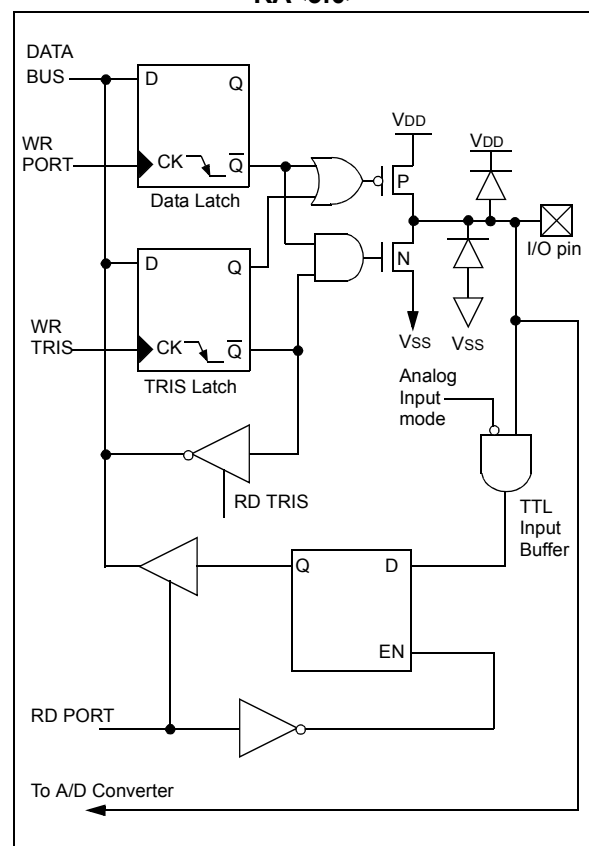 DATA
BUS
D
Q
VDD
VDD
WR
PORT
CK
Q
P
Data Latch
I/O pin
D
Q
N
WR
TRIS
CK
Q
VSS
VSS
TRIS Latch
Analog
Input
mode
RD TRIS
TTL
Input
Buffer
Q
D
EN
RD PORT
To A/D Converter